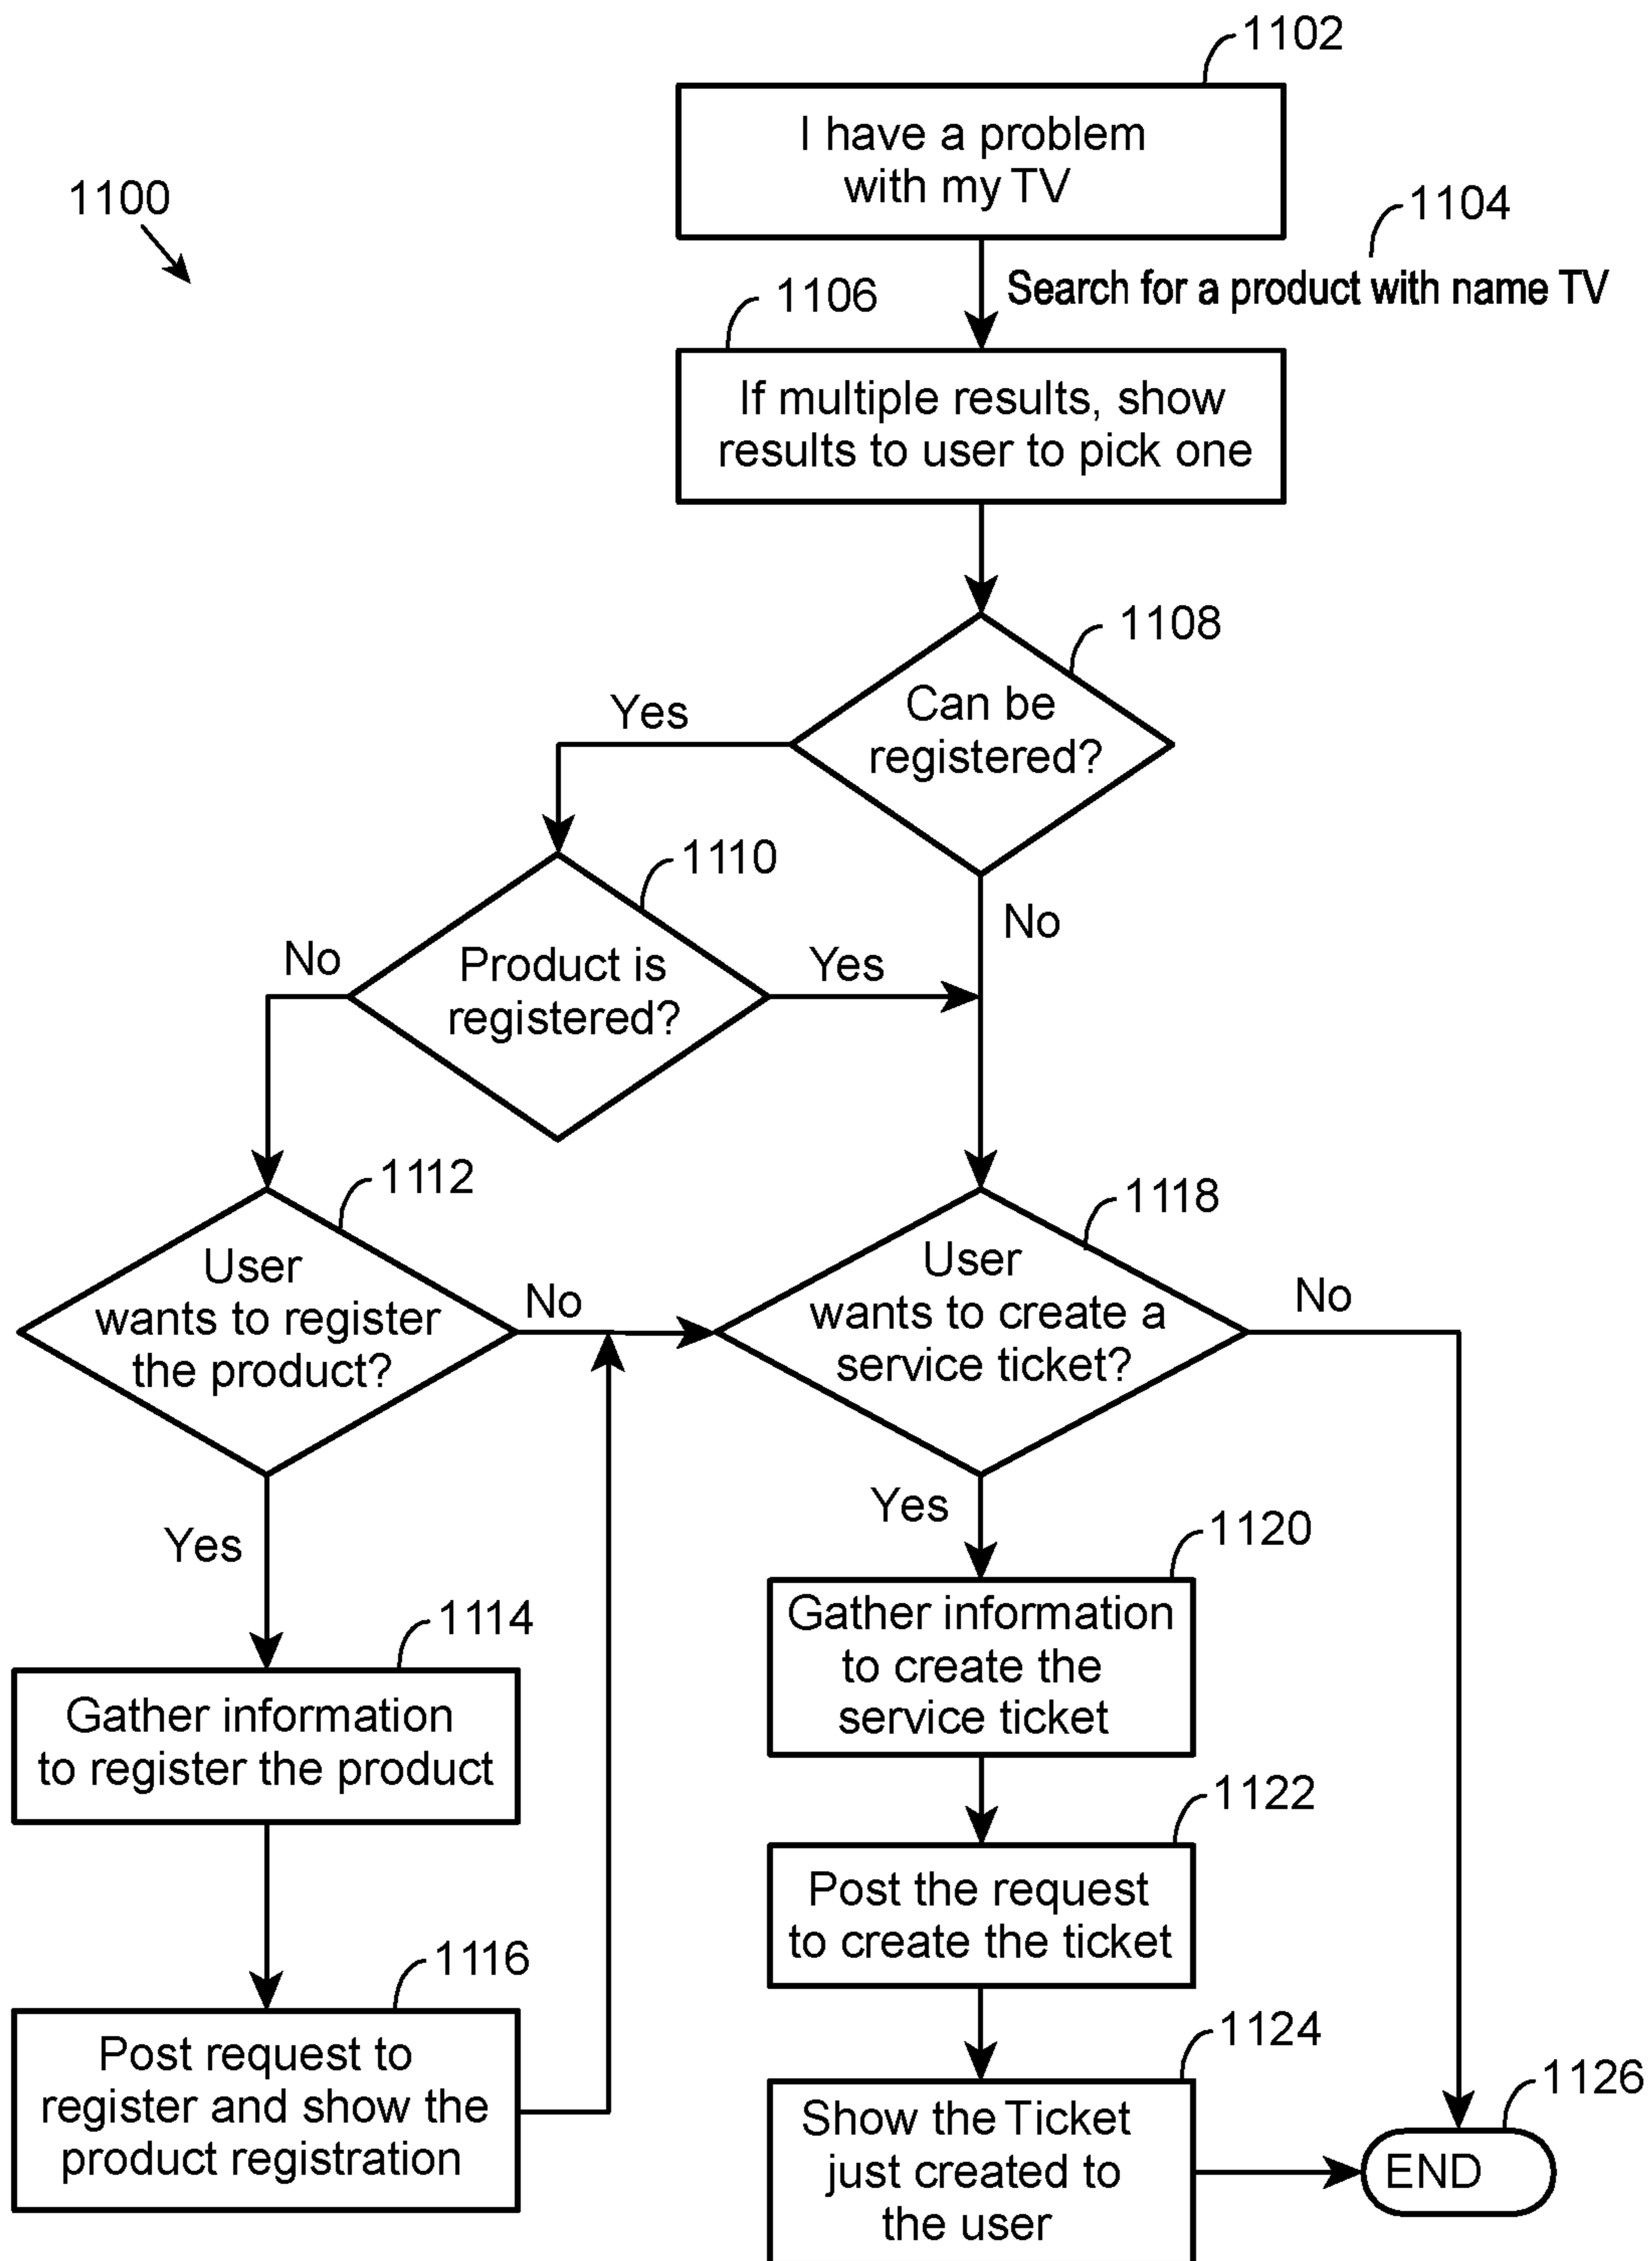 1102
I have a problem
with my TV
1100
1104
Search for a product with name TV
1106
If multiple results, show
results to user to pick one
1108
Can be
registered?
Yes
No
1110
Product is
registered?
No
Yes
1112
User
wants to register
the product?
No
Yes
1118
User
wants to create a
service ticket?
No
Yes
1114
Gather information
to register the product
1116
Post request to
register and show the
product registration
1120
Gather information
to create the
service ticket
1122
Post the request
to create the ticket
1124
Show the Ticket
just created to
the user
1126
END